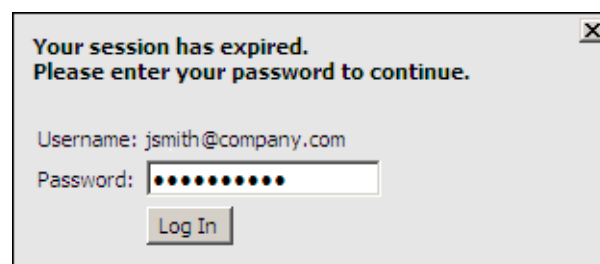 Your session has expired.
Please enter your password to continue.
Username: jsmith@company.com
Password: ●●●●●●●●●●
Log In